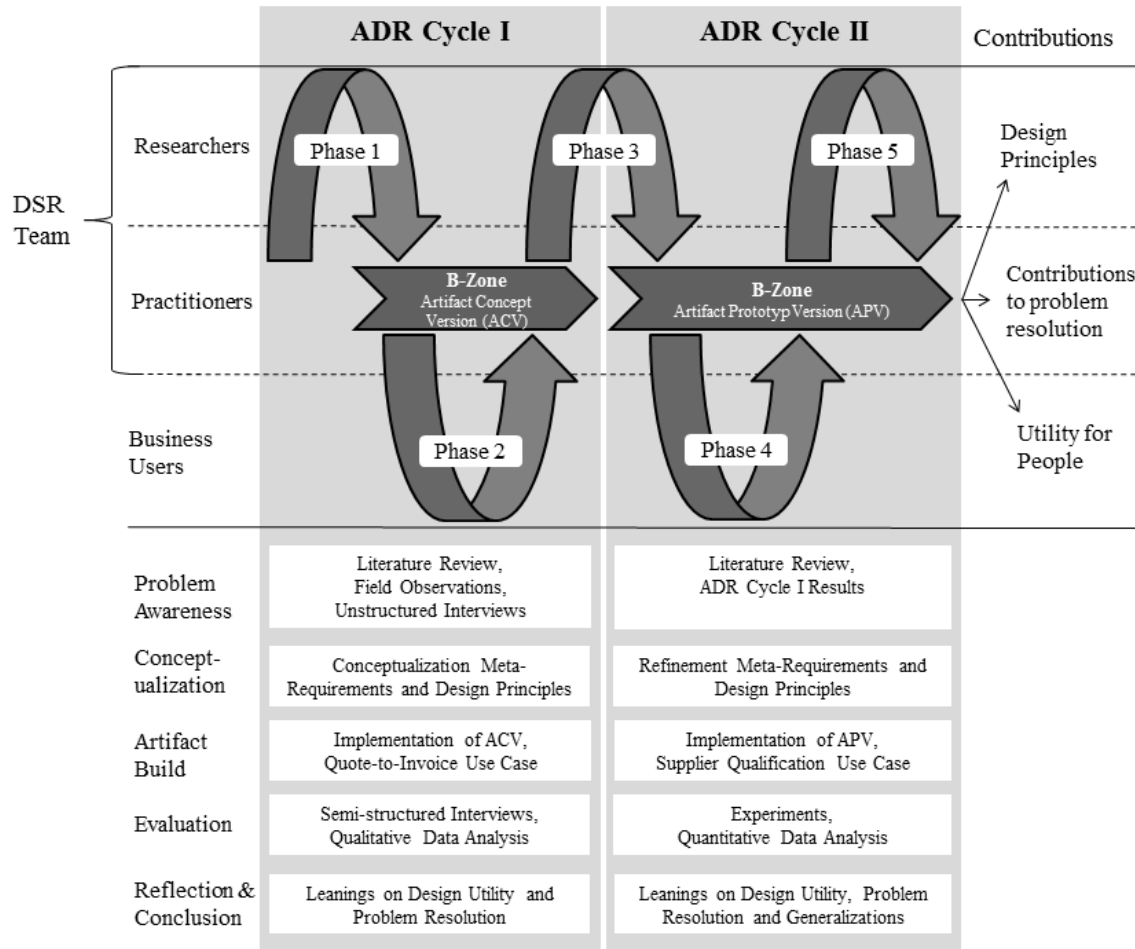 ADR Cycle I
ADR Cycle II
Contributions
DSR
Team
Researchers
Phase 1
Phase 3
Phase 5
Design
Principles
Practitioners
B-Zone
Artifact Concept
Version (ACV)
B-Zone
Artifact Prototyp Version (APV)
Contributions
to problem
resolution
Business
Users
Phase 2
Phase 4
Utility for
People
Problem
Awareness
Literature Review,
Field Observations,
Unstructured Interviews
Literature Review,
ADR Cycle I Results
Concept-
ualization
Conceptualization Meta-
Requirements and Design Principles
Refinement Meta-Requirements and
Design Principles
Artifact
Build
Implementation of ACV,
Quote-to-Invoice Use Case
Implementation of APV,
Supplier Qualification Use Case
Evaluation
Semi-structured Interviews,
Qualitative Data Analysis
Experiments,
Quantitative Data Analysis
Reflection &
Conclusion
Leanings on Design Utility and
Problem Resolution
Leanings on Design Utility, Problem
Resolution and Generalizations